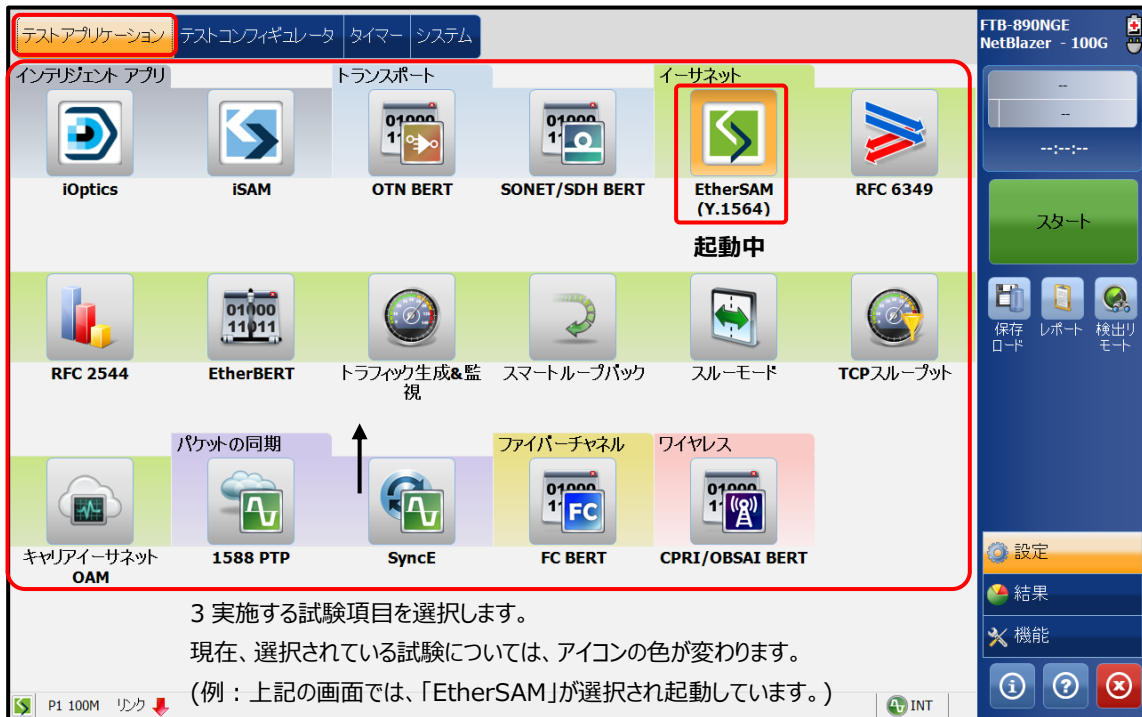 テストアプリケーション テストコンフィギュレータ タイマー システム
FTB-890NGE
NetBlazer - 100G
インテリジェント アプリ トランスポート イーサネット
iOptics iSAM OTN BERT SONET/SDH BERT EtherSAM (Y.1564) RFC 6349
起動中
--
--
--:--:--
スタート
保存 ロード レポート 検出リモート
01000
11011
RFC 2544 EtherBERT トラフィック生成&監視 スマートループバック スルーモード TCPスループット
パケットの同期 ファイバーチャネル ワイヤレス
FC
キャリアイーサネット OAM 1588 PTP SyncE FC BERT CPRI/OBSAI BERT
設定
結果
機能
3 実施する試験項目を選択します。
現在、選択されている試験については、アイコンの色が変わります。
(例：上記の画面では、「EtherSAM」が選択され起動しています。)
P1 100M リンク INT